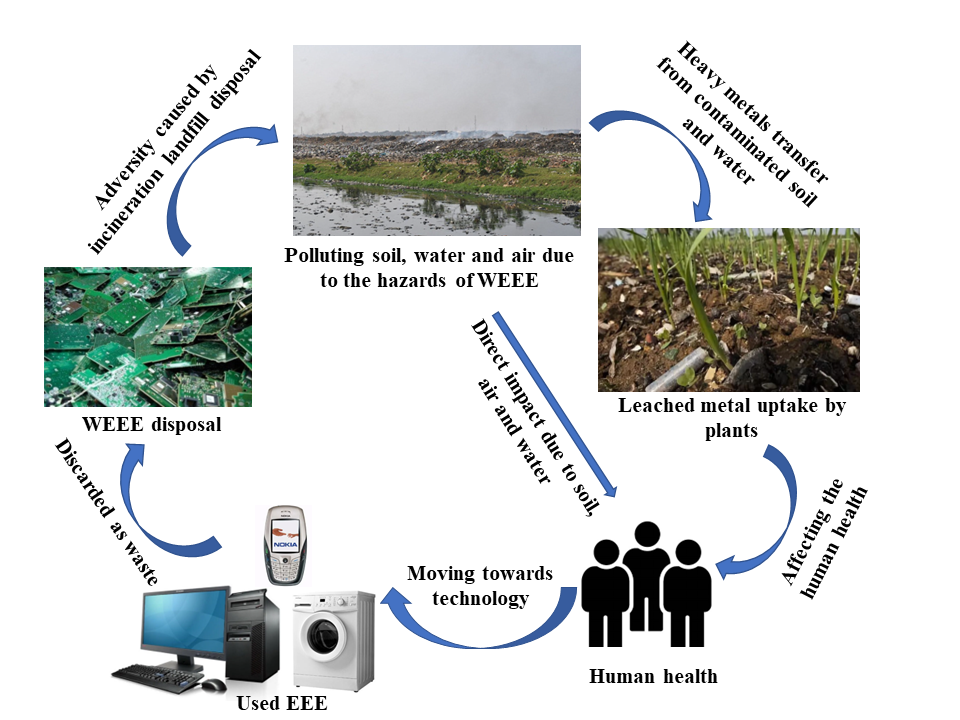 Adversity caused by
incineration landfill disposal
Heavy metals transfer
from contaminated soil
and water
Polluting soil, water and air due
to the hazards of WEEE
Direct impact due to soil,
air and water
Leached metal uptake by
plants
WEEE disposal
Discarded as waste
Affecting the
human health
NOKIA
NOKIA
Moving towards
technology
Human health
Used EEE